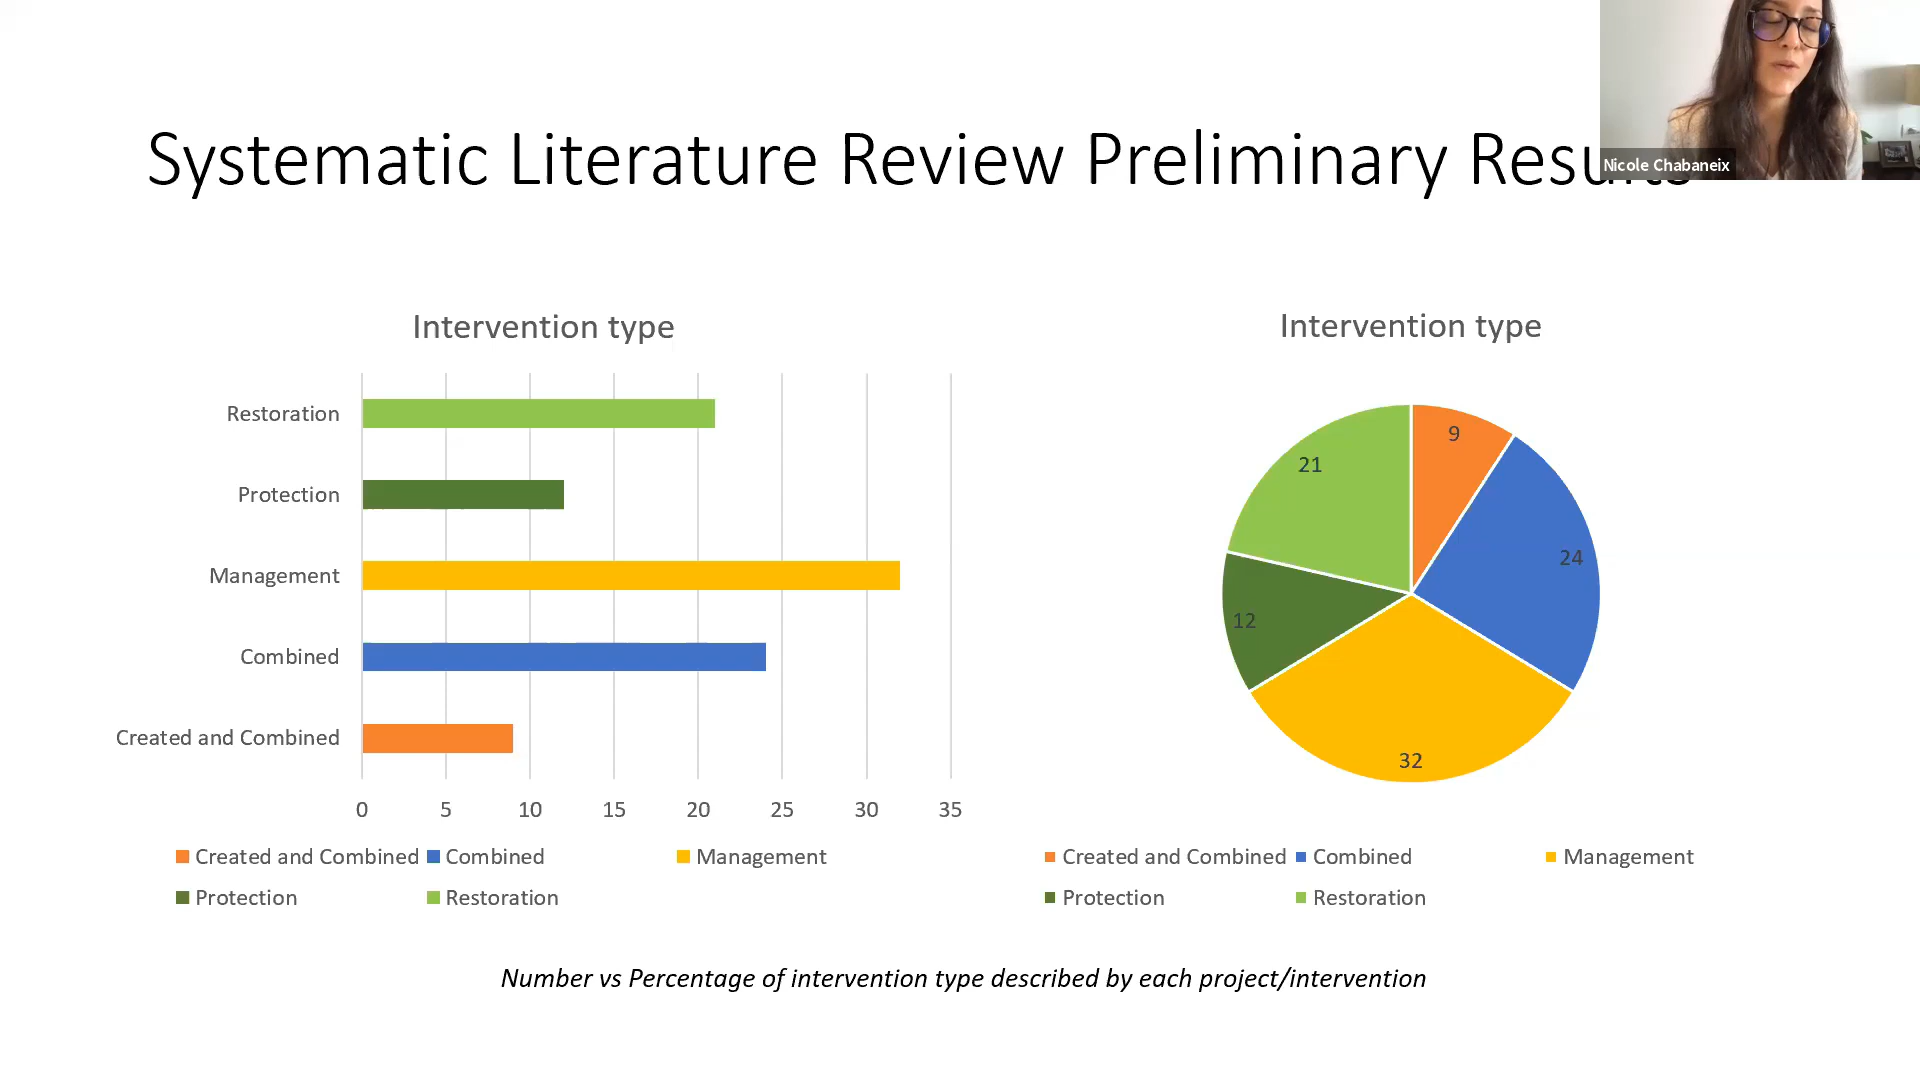 Systematic Literature Review Preliminary Results
Nicole Chabaneix
Intervention type
Restoration
Protection
Management
Combined
Created and Combined
0 5 10 15 20 25 30 35
Created and Combined Combined Management
Protection Restoration
Intervention type
9
24
32
12
21
Created and Combined Combined Management
Protection Restoration
Number vs Percentage of intervention type described by each project/intervention